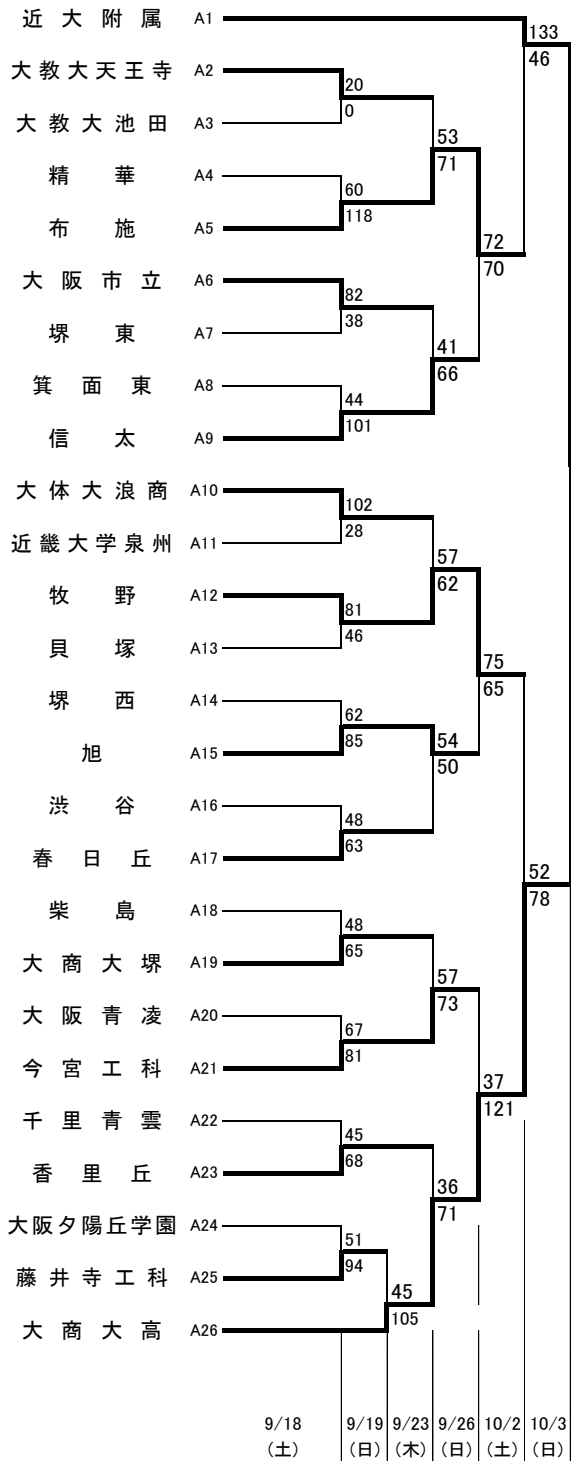 近大附属 A1
133
46
大教大天王寺 A2
20
0
大教大池田 A3
53
71
精華 A4
60
118
布施 A5
72
70
大阪市立 A6
82
38
堺東 A7
41
66
箕面東 A8
44
101
信太 A9
大体大浪商 A10
102
28
近畿大学泉州 A11
57
62
牧野 A12
81
46
貝塚 A13
75
65
堺西 A14
62
85
旭 A15
54
50
渋谷 A16
48
63
春日丘 A17
52
78
柴島 A18
48
65
大商大堺 A19
57
73
大阪青凌 A20
67
81
今宮工科 A21
37
121
千里青雲 A22
45
68
香里丘 A23
36
71
大阪夕陽丘学園 A24
51
94
藤井寺工科 A25
45
105
大商大高 A26
9/18 9/19 9/23 9/26 10/2 10/3
（土） （日） （木） （日） （土） （日）